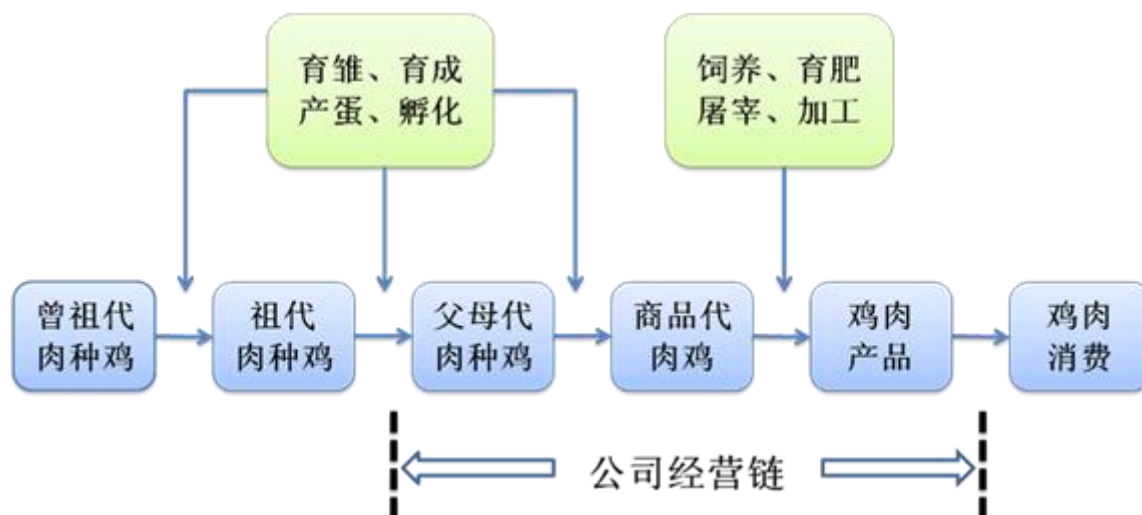 育雏、育成
产蛋、孵化
饲养、育肥
屠宰、加工
曾祖代
肉种鸡
祖代
肉种鸡
父母代
肉种鸡
商品代
肉鸡
鸡肉
产品
鸡肉
消费
公司经营链